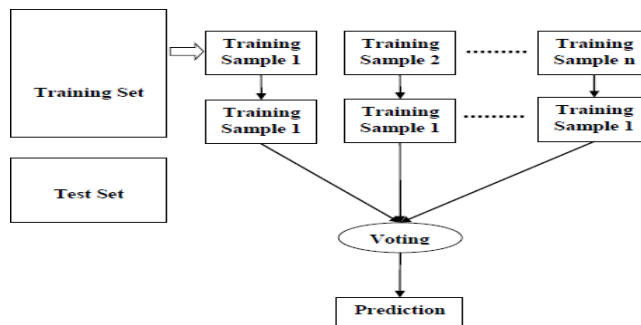 Training Set
Training
Sample 1
Training
Sample 2
Training
Sample n
Training
Sample 1
Training
Sample 1
Training
Sample 1
Test Set
Voting
Prediction